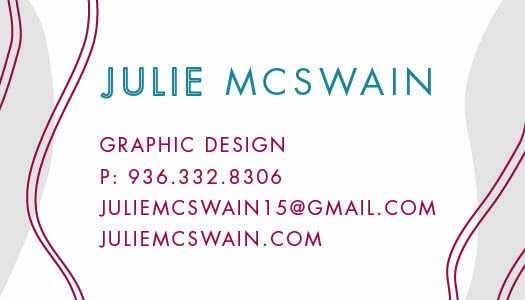 JULIE MCSWAIN
GRAPHIC DESIGN
P: 936.332.8306
JULIEMCSWAIN15@GMAIL.COM
JULIEMCSWAIN.COM